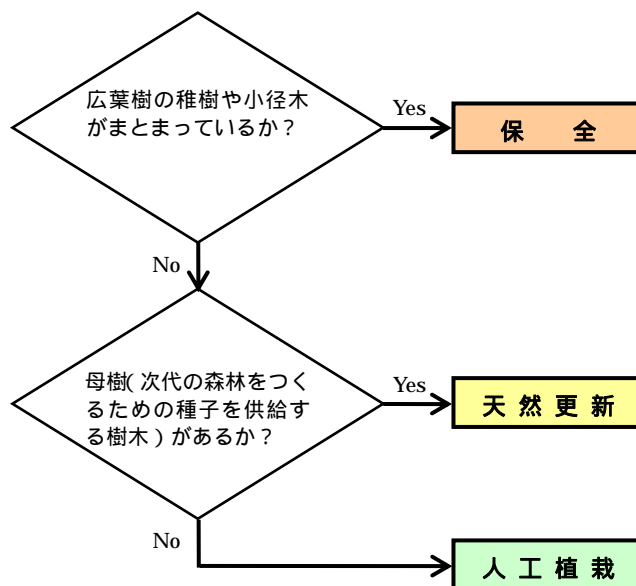 広葉樹の稚樹や小径木
がまとまっているか？
Yes
保 全
No
母樹(次代の森林をつく
るための種子を供給す
る樹木)があるか？
Yes
天然更新
No
人工植栽